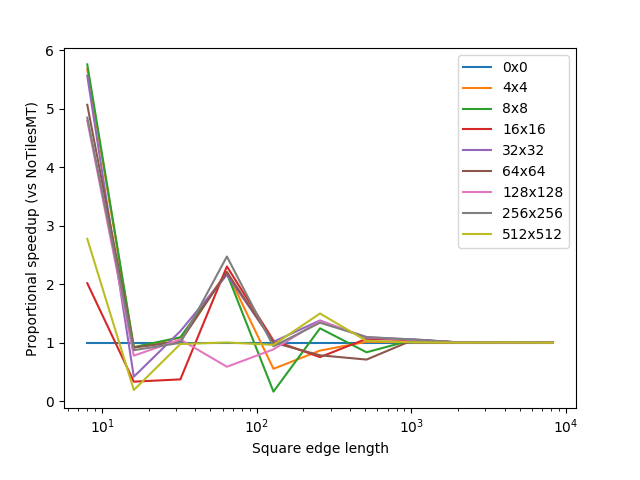 6
5
4
3
2
1
0
Proportional speedup (vs NoTilesMT)
0x0
4x4
8x8
16x16
32x32
64x64
128x128
256x256
512x512
10¹
10²
10³
10⁴
Square edge length